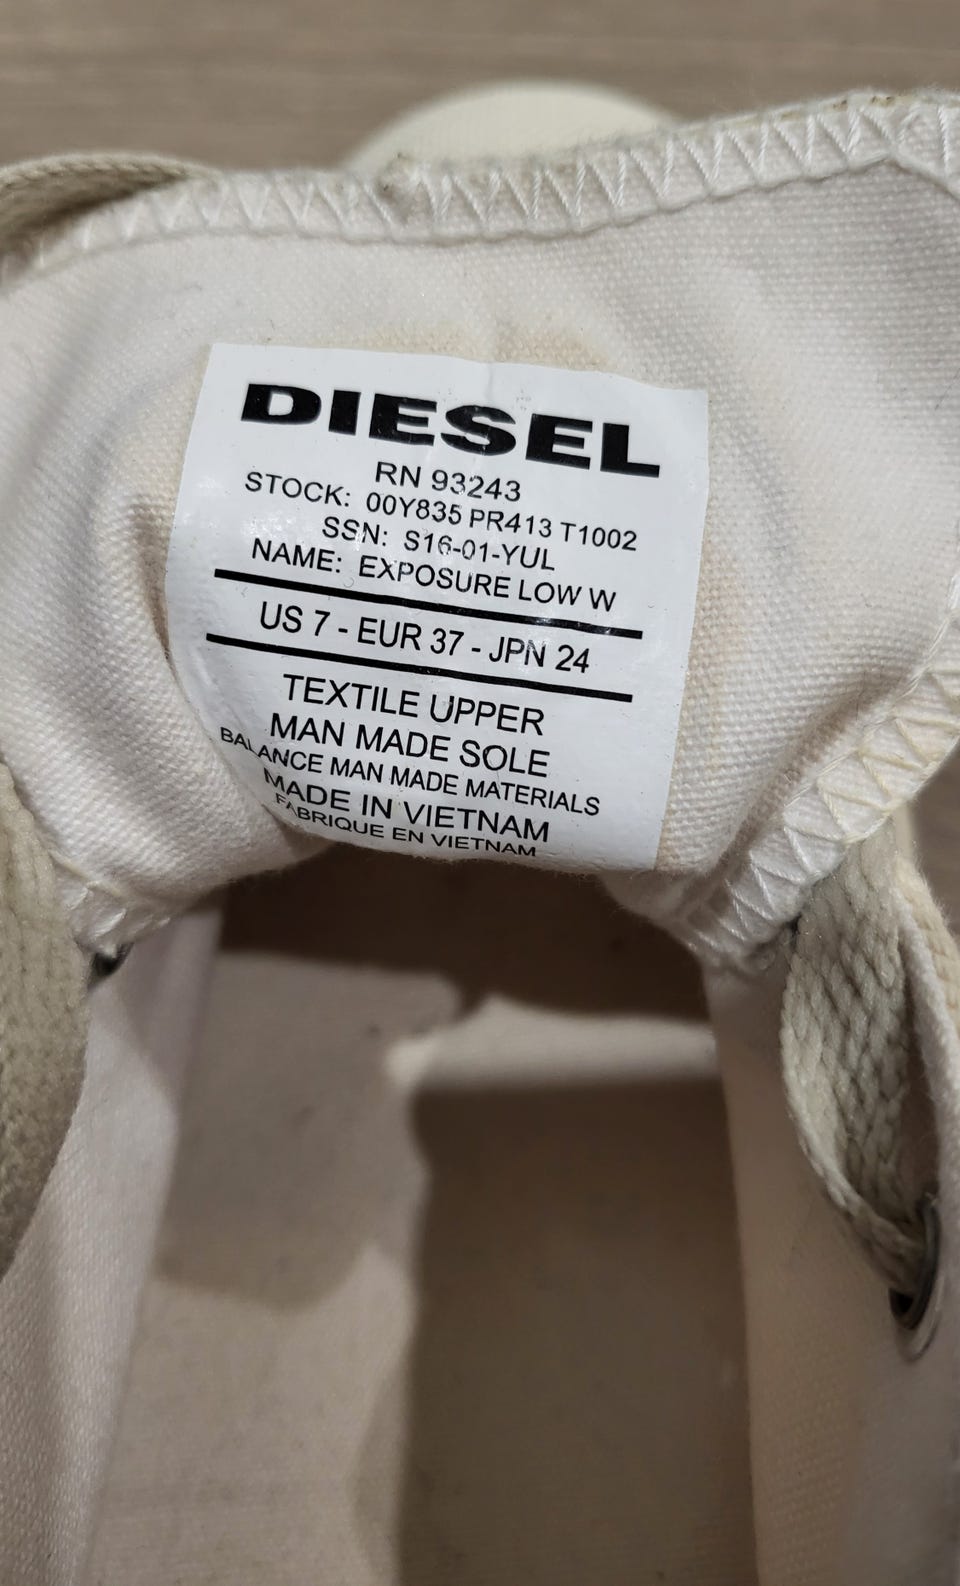 DIESEL
RN 93243
STOCK: 00Y835 PR413 T1002
SSN: S16-01-YUL
NAME: EXPOSURE LOW W
US 7 - EUR 37 - JPN 24
TEXTILE UPPER
MAN MADE SOLE
BALANCE MAN MADE MATERIALS
MADE IN VIETNAM
FABRIQUE EN VIETNAM